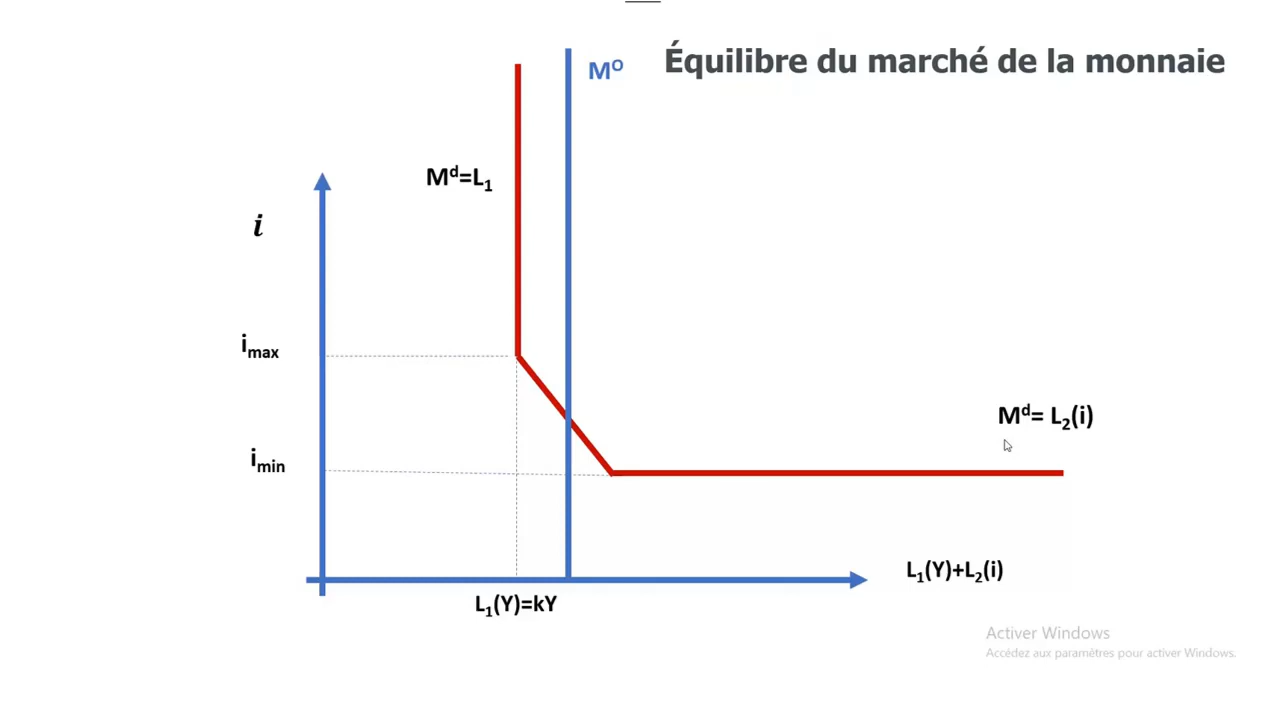 Équilibre du marché de la monnaie
Mᴼ
Mᵈ=L₁
i
iₘₐₓ
Mᵈ= L₂(i)
iₘᵢₙ
L₁(Y)+L₂(i)
L₁(Y)=kY
Activer Windows
Accédez aux paramètres pour activer Windows.